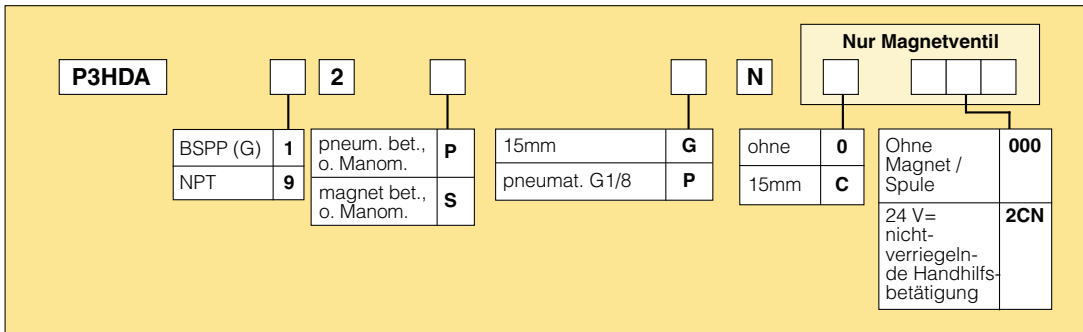 Nur Magnetventil
P3HDA 2 N
BSPP (G) 1
NPT 9
pneum. bet.,
o. Manom. P
magnet bet.,
o. Manom. S
15mm G
pneumat. G1/8 P
ohne 0
15mm C
Ohne 000
Magnet /
Spule
24 V= 2CN
nicht-
verriegeln-
de Handhilfs-
betätigung